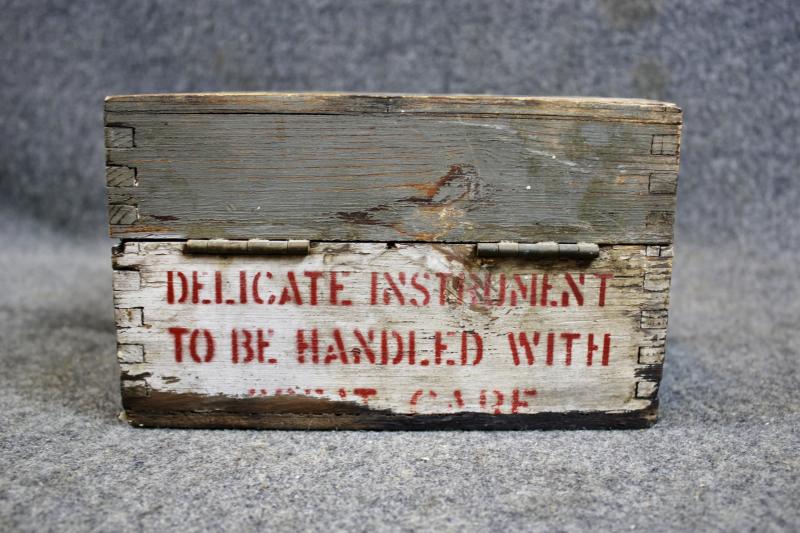 DELICATE INSTRUMENT
TO BE HANDLED WITH
CARE